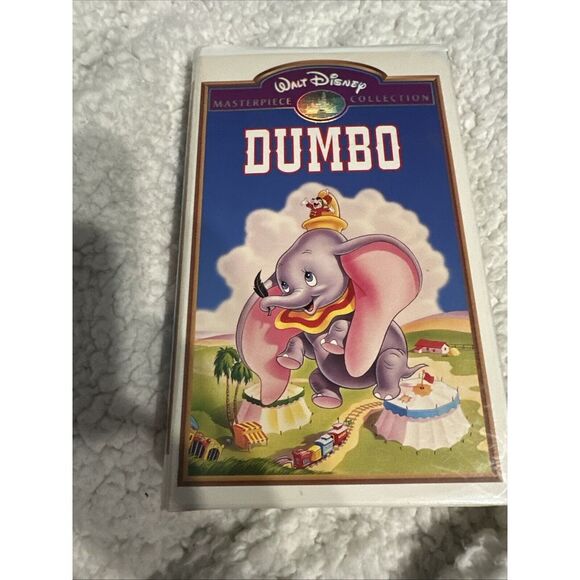 WALT DISNEY
MASTERPIECE COLLECTION
DUMBO